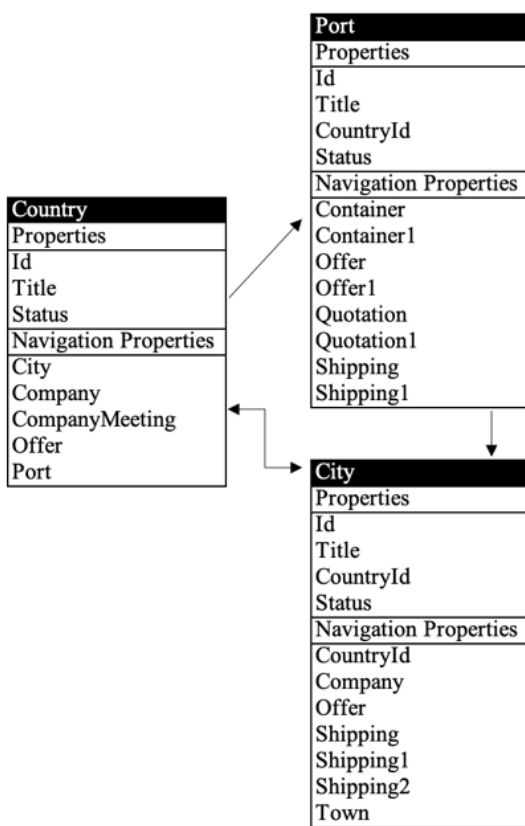 Port
Properties
Id
Title
CountryId
Status
Navigation Properties
Container
Container1
Offer
Offer1
Quotation
Quotation1
Shipping
Shipping1
Country
Properties
Id
Title
Status
Navigation Properties
City
Company
CompanyMeeting
Offer
Port
City
Properties
Id
Title
CountryId
Status
Navigation Properties
CountryId
Company
Offer
Shipping
Shipping1
Shipping2
Town